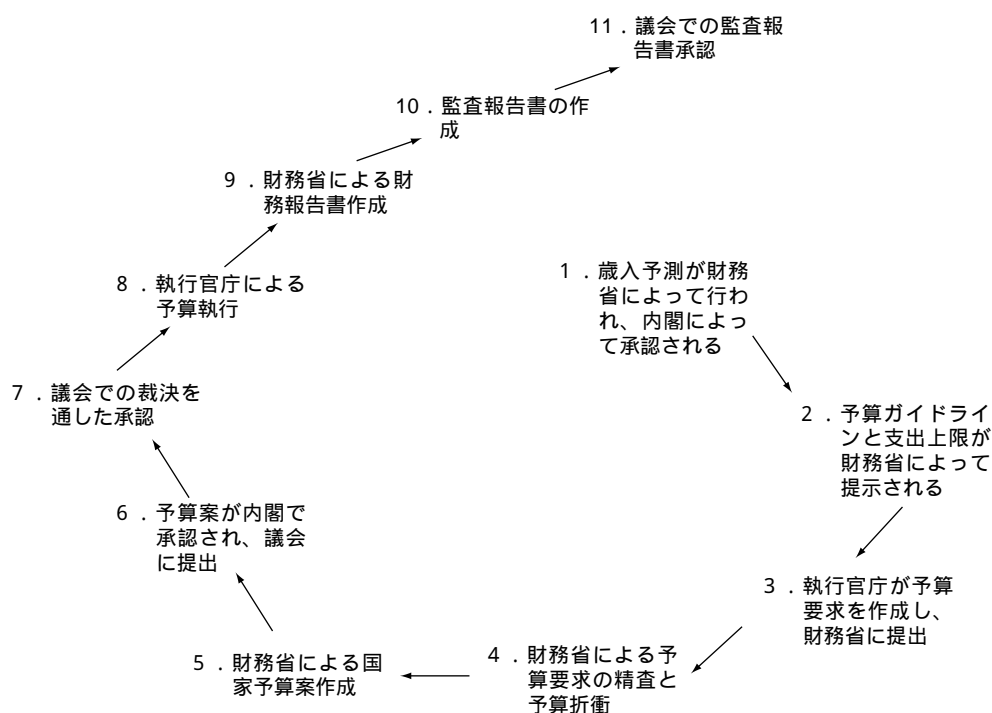 11．議会での監査報
告書承認
10．監査報告書の作
成
9．財務省による財
務報告書作成
8．執行官庁による
予算執行
1．歳入予測が財務
省によって行わ
れ、内閣によっ
て承認される
7．議会での裁決を
通した承認
2．予算ガイドライ
ンと支出上限が
財務省によって
提示される
6．予算案が内閣で
承認され、議会
に提出
3．執行官庁が予算
要求を作成し、
財務省に提出
5．財務省による国
家予算案作成
4．財務省による予
算要求の精査と
予算折衝